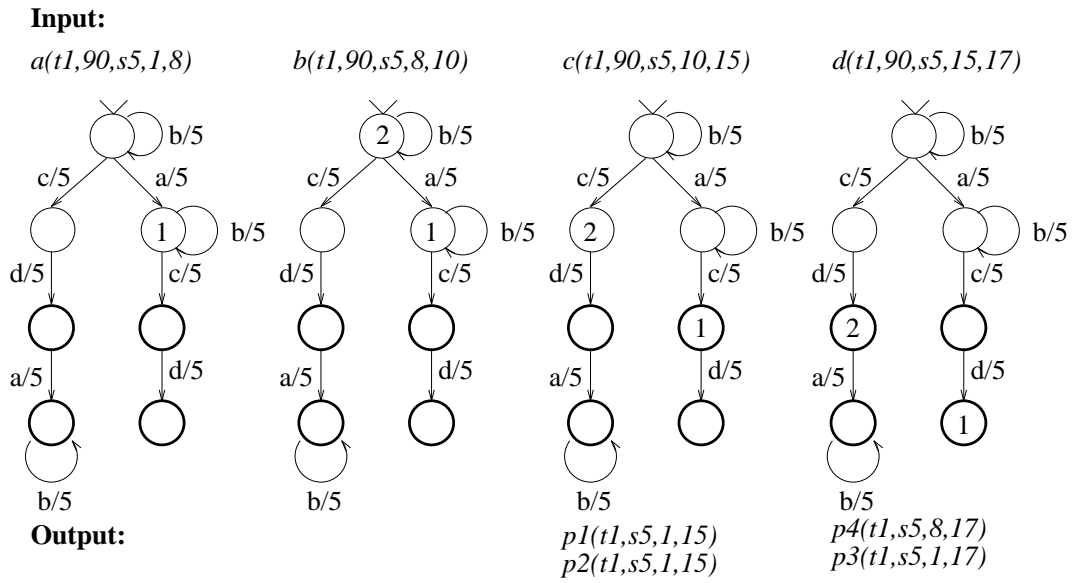 Input:
a(t1,90,s5,1,8) b(t1,90,s5,8,10) c(t1,90,s5,10,15) d(t1,90,s5,15,17)
b/5 2 b/5 b/5 b/5
c/5 a/5 c/5 a/5 c/5 a/5 c/5 a/5
1 b/5 1 b/5 2 b/5 b/5
d/5 c/5 d/5 c/5 d/5 c/5 d/5 c/5
1 2
a/5 d/5 a/5 d/5 a/5 d/5 a/5 d/5
1
b/5 b/5 b/5 b/5
Output: p1(t1,s5,1,15) p4(t1,s5,8,17)
p2(t1,s5,1,15) p3(t1,s5,1,17)